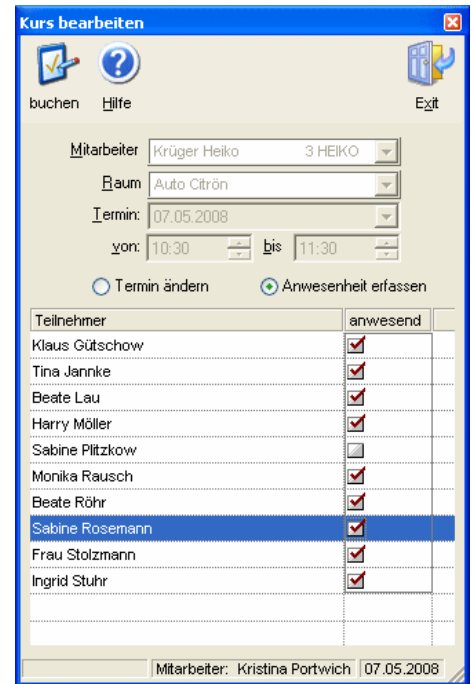 Kurs bearbeiten
buchen Hilfe Exit
Mitarbeiter Krüger Heiko 3 HEIKO
Raum Auto Citrön
Termin: 07.05.2008
von: 10:30 bis 11:30
Termin ändern Anwesenheit erfassen
Teilnehmer anwesend
Klaus Gütschow
Tina Jannke
Beate Lau
Harry Möller
Sabine Plitzkow
Monika Rausch
Beate Röhr
Sabine Rosemann
Frau Stolzmann
Ingrid Stuhr
Mitarbeiter: Kristina Portwich 07.05.2008